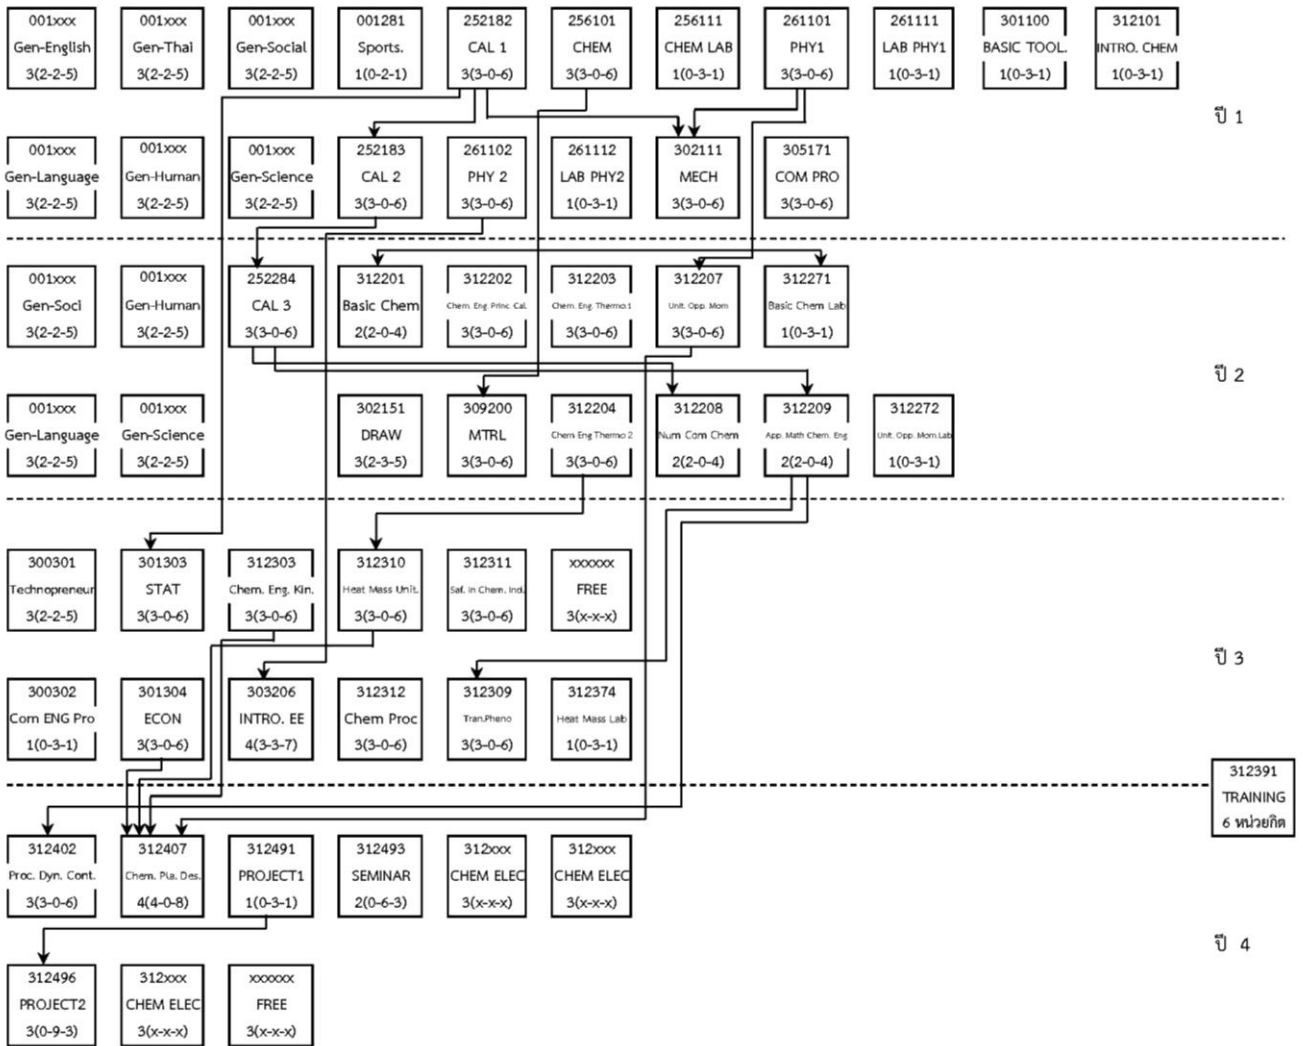 001xxx
Gen-English
3(2-2-5)
001xxx
Gen-Thai
3(2-2-5)
001xxx
Gen-Social
3(2-2-5)
001281
Sports.
1(0-2-1)
252182
CAL 1
3(3-0-6)
256101
CHEM
3(3-0-6)
256111
CHEM LAB
1(0-3-1)
261101
PHY1
3(3-0-6)
261111
LAB PHY1
1(0-3-1)
301100
BASIC TOOL.
1(0-3-1)
312101
INTRO. CHEM
1(0-3-1)
ปี 1
001xxx
Gen-Language
3(2-2-5)
001xxx
Gen-Human
3(2-2-5)
001xxx
Gen-Science
3(2-2-5)
252183
CAL 2
3(3-0-6)
261102
PHY 2
3(3-0-6)
261112
LAB PHY2
1(0-3-1)
302111
MECH
3(3-0-6)
305171
COM PRO
3(3-0-6)
001xxx
Gen-Soci
3(2-2-5)
001xxx
Gen-Human
3(2-2-5)
252284
CAL 3
3(3-0-6)
312201
Basic Chem
2(2-0-4)
312202
Chem. Eng. Princ. Cal.
3(3-0-6)
312203
Chem. Eng. Thermo.1
3(3-0-6)
312207
Unit. Opp. Mom
3(3-0-6)
312271
Basic Chem Lab
1(0-3-1)
ปี 2
001xxx
Gen-Language
3(2-2-5)
001xxx
Gen-Science
3(2-2-5)
302151
DRAW
3(2-3-5)
309200
MTRL
3(3-0-6)
312204
Chem Eng Thermo 2
3(3-0-6)
312208
Num Com Chem
2(2-0-4)
312209
App. Math Chem. Eng
2(2-0-4)
312272
Unit. Opp. Mom.Lab
1(0-3-1)
300301
Technopreneur
3(2-2-5)
301303
STAT
3(3-0-6)
312303
Chem. Eng. Kin.
3(3-0-6)
312310
Heat Mass Unit.
3(3-0-6)
312311
Saf. in Chem. Ind.
3(3-0-6)
xxxxxx
FREE
3(x-x-x)
ปี 3
300302
Com ENG Pro
1(0-3-1)
301304
ECON
3(3-0-6)
303206
INTRO. EE
4(3-3-7)
312312
Chem Proc
3(3-0-6)
312309
Tran.Pheno
3(3-0-6)
312374
Heat Mass Lab
1(0-3-1)
312391
TRAINING
6 หน่วยกิต
312402
Proc. Dyn. Cont.
3(3-0-6)
312407
Chem. Pla. Des.
4(4-0-8)
312491
PROJECT1
1(0-3-1)
312493
SEMINAR
2(0-6-3)
312xxx
CHEM ELEC
3(x-x-x)
312xxx
CHEM ELEC
3(x-x-x)
ปี 4
312496
PROJECT2
3(0-9-3)
312xxx
CHEM ELEC
3(x-x-x)
xxxxxx
FREE
3(x-x-x)